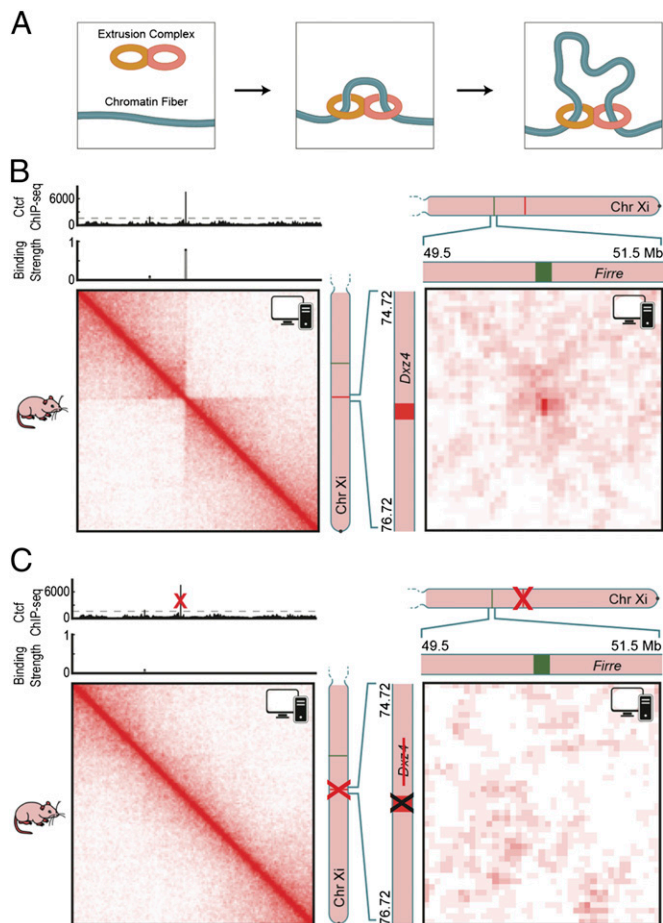 A
Extrusion Complex
Chromatin Fiber
B
Ctcf
ChIP-seq
6000
0
Binding
Strength
1
0
Chr Xi
49.5
51.5 Mb
Firre
Chr Xi
74.72
Dxz4
76.72
C
Ctcf
ChIP-seq
6000
0
Binding
Strength
1
0
Chr Xi
49.5
51.5 Mb
Firre
Chr Xi
74.72
Dxz4
76.72